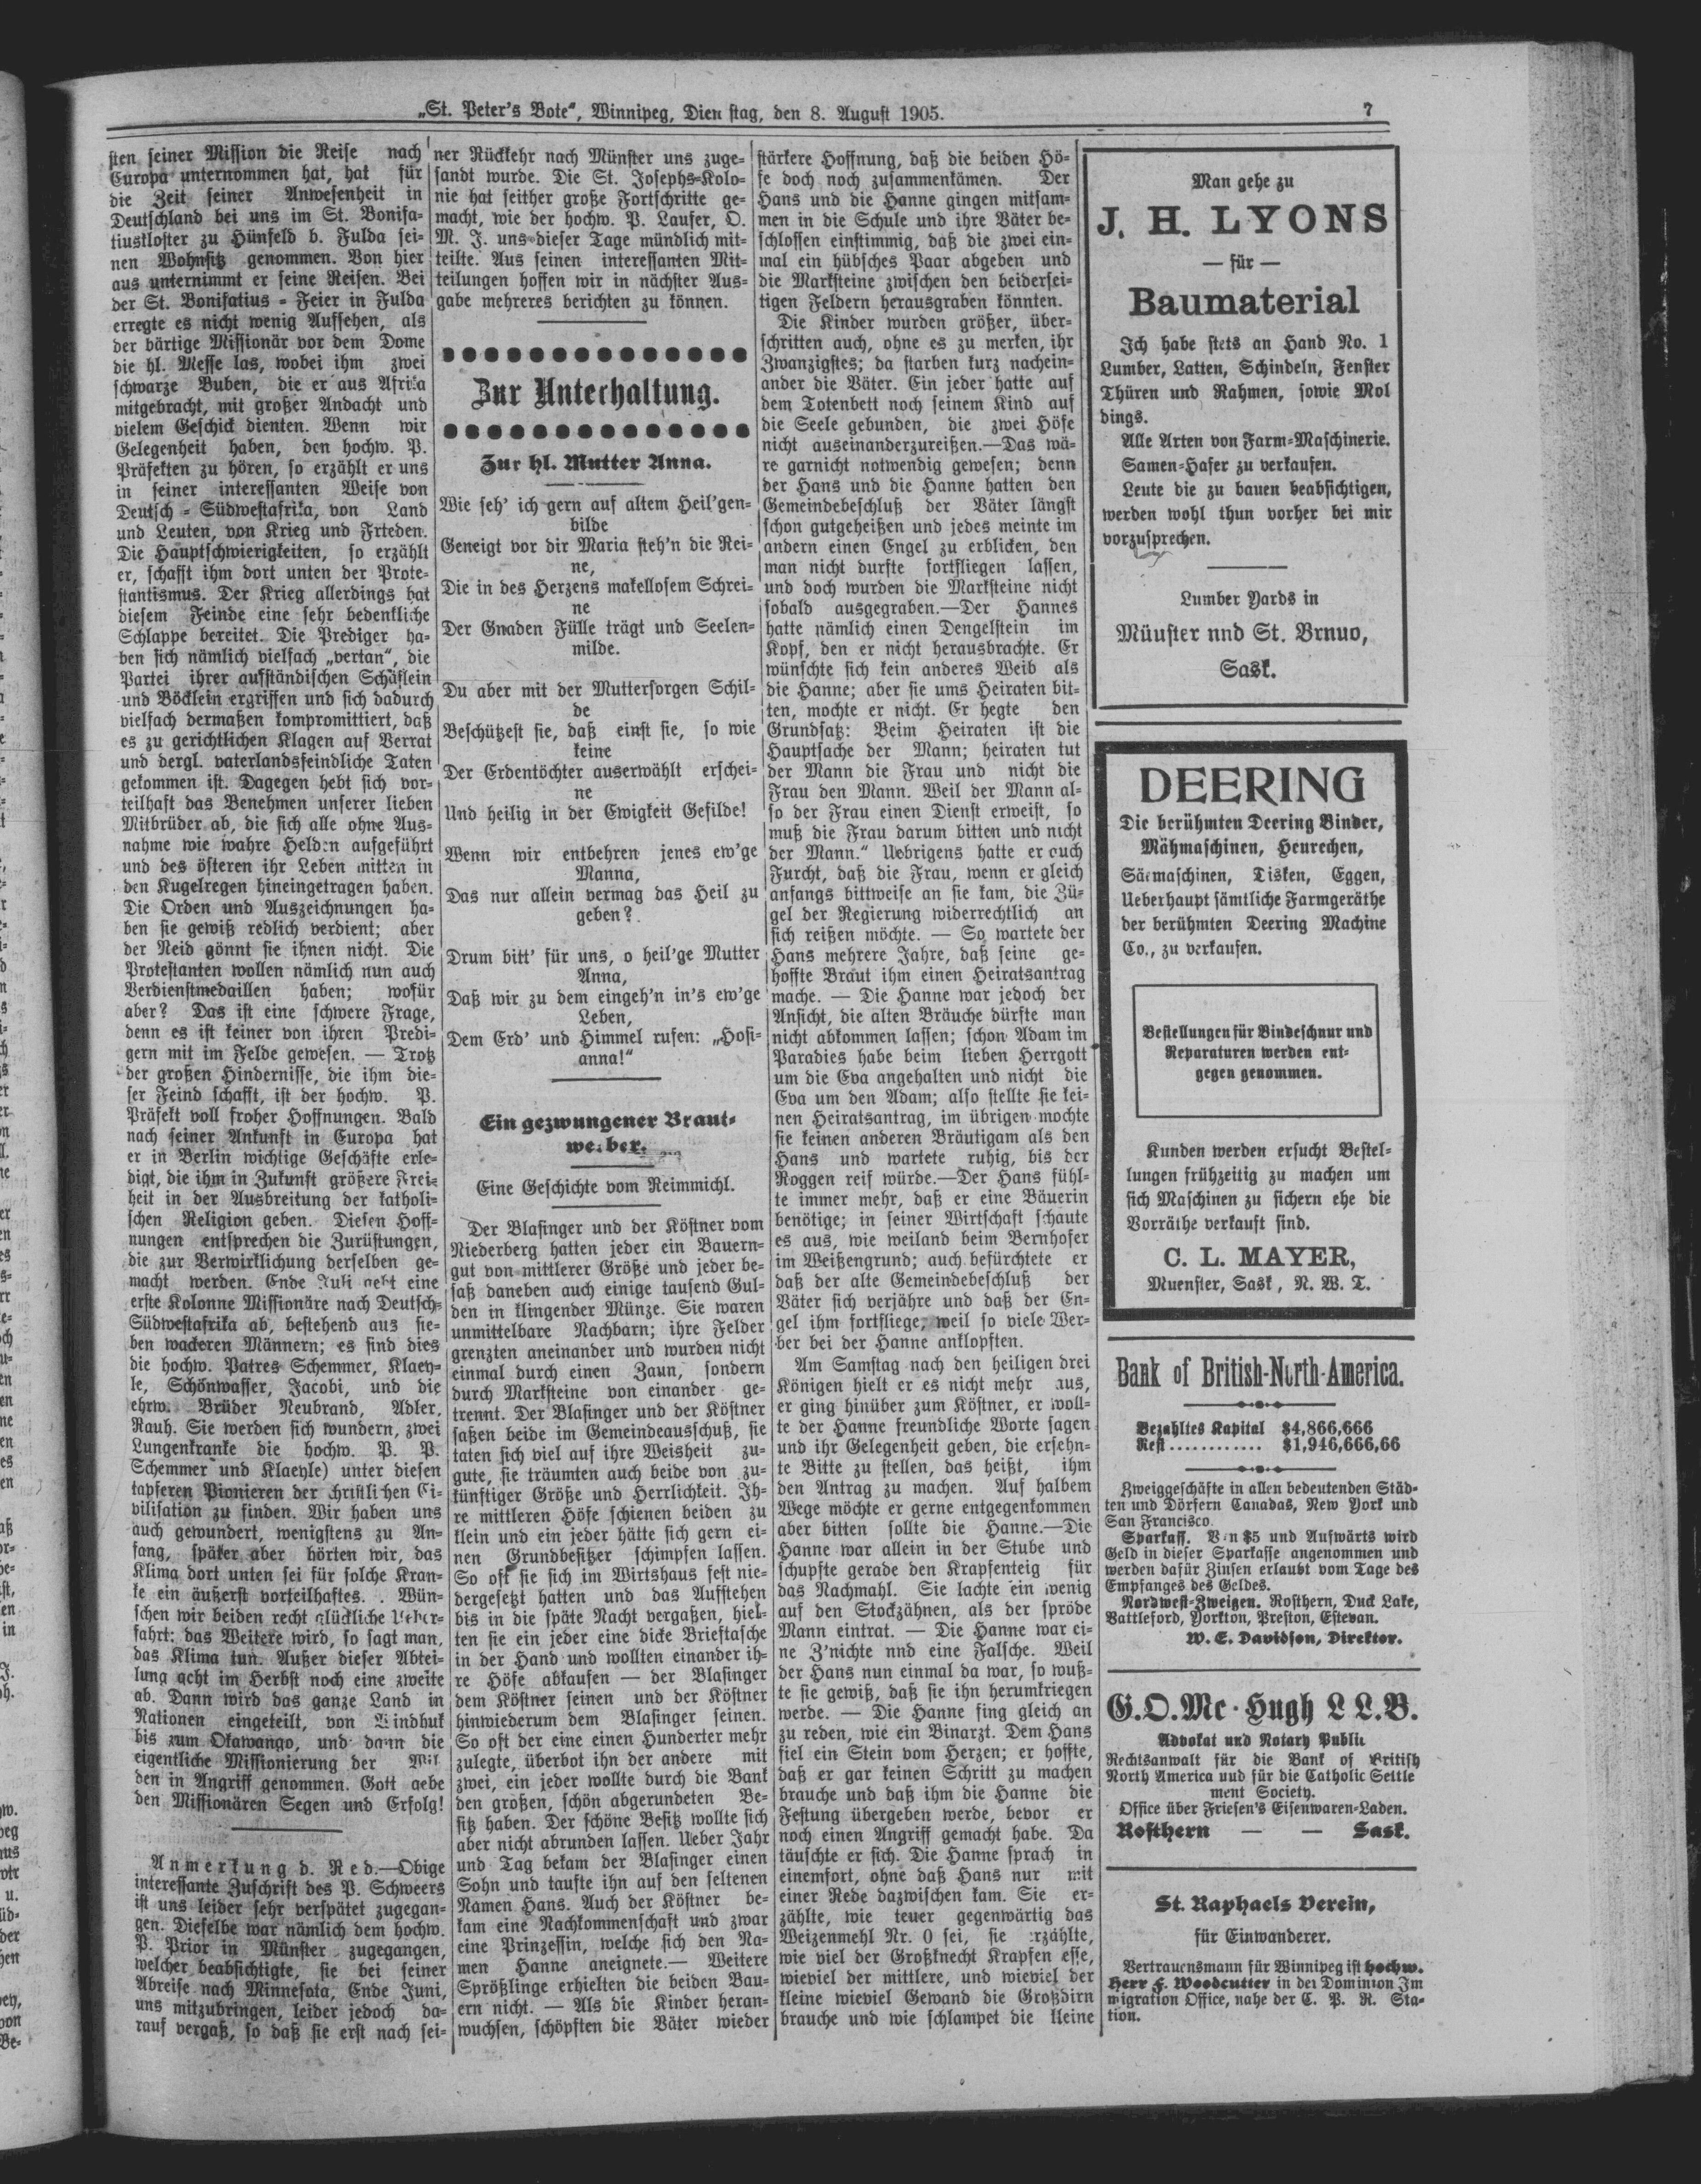 „St. Peter's Bote“, Winnipeg, Dien stag, den 8. August 1905.
7
sten seiner Mission die Reise nach
Europa unternommen hat, hat für
die Zeit seiner Anwesenheit in
Deutschland bei uns im St. Bonifa-
tiuskloster zu Hünfeld b. Fulda sei-
nen Wohnsitz genommen. Von hier
aus unternimmt er seine Reisen. Bei
der St. Bonifatius-Feier in Fulda
erregte es nicht wenig Aufsehen, als
der bärtige Missionär vor dem Dome
die hl. Messe las, wobei ihm zwei
schwarze Buben, die er aus Afrika
mitgebracht, mit großer Andacht und
vielem Geschick dienten. Wenn wir
Gelegenheit haben, den hochw. P.
Präfekten zu hören, so erzählt er uns
in seiner interessanten Weise von
Deutsch-Südwestafrika, von Land
und Leuten, von Krieg und Frteden.
Die Hauptschwierigkeiten, so erzählt
er, schafft ihm dort unten der Prote-
stantismus. Der Krieg allerdings hat
diesem Feinde eine sehr bedenkliche
Schlappe bereitet. Die Prediger ha-
ben sich nämlich vielfach „vertan“, die
Partei ihrer aufständischen Schäflein
und Böcklein ergriffen und sich dadurch
vielfach dermaßen kompromittiert, daß
es zu gerichtlichen Klagen auf Verrat
und dergl. vaterlandsfeindliche Taten
gekommen ist. Dagegen hebt sich vor-
teilhaft das Benehmen unserer lieben
Mitbrüder ab, die sich alle ohne Aus-
nahme wie wahre Helden aufgeführt
und des öfteren ihr Leben mitten in
den Kugelregen hineingetragen haben.
Die Orden und Auszeichnungen ha-
ben sie gewiß redlich verdient; aber
der Neid gönnt sie ihnen nicht. Die
Protestanten wollen nämlich nun auch
Verdienstmedaillen haben; wofür
aber? Das ist eine schwere Frage,
denn es ist keiner von ihren Predi-
gern mit im Felde gewesen. — Trotz
der großen Hindernisse, die ihm die-
ser Feind schafft, ist der hochw. P.
Präfekt voll froher Hoffnungen. Bald
nach seiner Ankunft in Europa hat
er in Berlin wichtige Geschäfte erle-
digt, die ihm in Zukunft größere Frei-
heit in der Ausbreitung der katholi-
schen Religion geben. Diesen Hoff-
nungen entsprechen die Zurüstungen,
die zur Verwirklichung derselben ge-
macht werden. Ende Juli geht eine
erste Kolonne Missionäre nach Deutsch-
Südwestafrika ab, bestehend aus sie-
ben wackeren Männern; es sind dies
die hochw. Patres Schemmer, Klaey-
le, Schönwasser, Jacobi, und die
ehrw. Brüder Neubrand, Adler,
Rauh. Sie werden sich wundern, zwei
Lungenkranke die hochw. P. P.
Schemmer und Klaeyle) unter diesen
tapferen Pionieren der christlichen Ci-
vilisation zu finden. Wir haben uns
auch gewundert, wenigstens zu An-
fang, später aber hörten wir, das
Klima dort unten sei für solche Kran-
ke ein äußerst vorteilhaftes. . Wün-
schen wir beiden recht glückliche Ueber-
fahrt: das Weitere wird, so sagt man,
das Klima tun. Außer dieser Abtei-
lung geht im Herbst noch eine zweite
ab. Dann wird das ganze Land in
Nationen eingeteilt, von Windhuk
bis zum Okawango, und dann die
eigentliche Missionierung der Wil
den in Angriff genommen. Gott gebe
den Missionären Segen und Erfolg!
Anmerkung d. Red.—Obige
interessante Zuschrift des P. Schweers
ist uns leider sehr verspätet zugegan-
gen. Dieselbe war nämlich dem hochw.
P. Prior in Münster zugegangen,
welcher beabsichtigte, sie bei seiner
Abreise nach Minnesota, Ende Juni,
uns mitzubringen, leider jedoch da-
rauf vergaß, so daß sie erst nach sei-
ner Rückkehr nach Münster uns zuge-
sandt wurde. Die St. Josephs-Kolo-
nie hat seither große Fortschritte ge-
macht, wie der hochw. P. Laufer, O.
M. J. uns dieser Tage mündlich mit-
teilte. Aus seinen interessanten Mit-
teilungen hoffen wir in nächster Aus-
gabe mehreres berichten zu können.
Zur Unterhaltung.
Zur hl. Mutter Anna.
Wie seh' ich gern auf altem Heil'gen-
bilde
Geneigt vor dir Maria steh'n die Rei-
ne,
Die in des Herzens makellosem Schrei-
ne
Der Gnaden Fülle trägt und Seelen-
milde.
Du aber mit der Muttersorgen Schil-
de
Beschützest sie, daß einst sie, so wie
keine
Der Erdentöchter auserwählt erschei-
ne
Und heilig in der Ewigkeit Gefilde!
Wenn wir entbehren jenes ew'ge
Manna,
Das nur allein vermag das Heil zu
geben?
Drum bitt' für uns, o heil'ge Mutter
Anna,
Daß wir zu dem eingeh'n in's ew'ge
Leben,
Dem Erd' und Himmel rufen: „Hosi-
anna!“
Ein gezwungener Braut-
werber.
Eine Geschichte vom Reimmichl.
Der Blasinger und der Köstner vom
Niederberg hatten jeder ein Bauern-
gut von mittlerer Größe und jeder be-
saß daneben auch einige tausend Gul-
den in klingender Münze. Sie waren
unmittelbare Nachbarn; ihre Felder
grenzten aneinander und wurden nicht
einmal durch einen Zaun, sondern
durch Marksteine von einander ge-
trennt. Der Blasinger und der Köstner
saßen beide im Gemeindeausschuß, sie
taten sich viel auf ihre Weisheit zu-
gute, sie träumten auch beide von zu-
künftiger Größe und Herrlichkeit. Ih-
re mittleren Höfe schienen beiden zu
klein und ein jeder hätte sich gern ei-
nen Grundbesitzer schimpfen lassen.
So oft sie sich im Wirtshaus fest nie-
dergesetzt hatten und das Aufstehen
bis in die späte Nacht vergaßen, hiel-
ten sie ein jeder eine dicke Brieftasche
in der Hand und wollten einander ih-
re Höfe abkaufen — der Blasinger
dem Köstner seinen und der Köstner
hinwiederum dem Blasinger seinen.
So oft der eine einen Hunderter mehr
zulegte, überbot ihn der andere mit
zwei, ein jeder wollte durch die Bank
den großen, schön abgerundeten Be-
sitz haben. Der schöne Besitz wollte sich
aber nicht abrunden lassen. Ueber Jahr
und Tag bekam der Blasinger einen
Sohn und taufte ihn auf den seltenen
Namen Hans. Auch der Köstner be-
kam eine Nachkommenschaft und zwar
eine Prinzessin, welche sich den Na-
men Hanne aneignete.— Weitere
Sprößlinge erhielten die beiden Bau-
ern nicht. — Als die Kinder heran-
wuchsen, schöpften die Väter wieder
stärkere Hoffnung, daß die beiden Hö-
fe doch noch zusammenkämen. Der
Hans und die Hanne gingen mitsam-
men in die Schule und ihre Väter be-
schlossen einstimmig, daß die zwei ein-
mal ein hübsches Paar abgeben und
die Marksteine zwischen den beidersei-
tigen Feldern herausgraben könnten.
Die Kinder wurden größer, über-
schritten auch, ohne es zu merken, ihr
Zwanzigstes; da starben kurz nachein-
ander die Väter. Ein jeder hatte auf
dem Totenbett noch seinem Kind auf
die Seele gebunden, die zwei Höfe
nicht auseinanderzureißen.—Das wä-
re garnicht notwendig gewesen; denn
der Hans und die Hanne hatten den
Gemeindebeschluß der Väter längst
schon gutgeheißen und jedes meinte im
andern einen Engel zu erblicken, den
man nicht durfte fortfliegen lassen,
und doch wurden die Marksteine nicht
sobald ausgegraben.—Der Hannes
hatte nämlich einen Dengelstein im
Kopf, den er nicht herausbrachte. Er
wünschte sich kein anderes Weib als
die Hanne; aber sie ums Heiraten bit-
ten, mochte er nicht. Er hegte den
Grundsatz: Beim Heiraten ist die
Hauptsache der Mann; heiraten tut
der Mann die Frau und nicht die
Frau den Mann. Weil der Mann al-
so der Frau einen Dienst erweist, so
muß die Frau darum bitten und nicht
der Mann.“ Uebrigens hatte er auch
Furcht, daß die Frau, wenn er gleich
anfangs bittweise an sie kam, die Zü-
gel der Regierung widerrechtlich an
sich reißen möchte. — So wartete der
Hans mehrere Jahre, daß seine ge-
hoffte Braut ihm einen Heiratsantrag
mache. — Die Hanne war jedoch der
Ansicht, die alten Bräuche dürfte man
nicht abkommen lassen; schon Adam im
Paradies habe beim lieben Herrgott
um die Eva angehalten und nicht die
Eva um den Adam; also stellte sie kei-
nen Heiratsantrag, im übrigen mochte
sie keinen anderen Bräutigam als den
Hans und wartete ruhig, bis der
Roggen reif würde.—Der Hans fühl-
te immer mehr, daß er eine Bäuerin
benötige; in seiner Wirtschaft schaute
es aus, wie weiland beim Bernhofer
im Weißengrund; auch befürchtete er
daß der alte Gemeindebeschluß der
Väter sich verjähre und daß der En-
gel ihm fortfliege, weil so viele Wer-
ber bei der Hanne anklopften.
Am Samstag nach den heiligen drei
Königen hielt er es nicht mehr aus,
er ging hinüber zum Köstner, er woll-
te der Hanne freundliche Worte sagen
und ihr Gelegenheit geben, die ersehn-
te Bitte zu stellen, das heißt, ihm
den Antrag zu machen. Auf halbem
Wege möchte er gerne entgegenkommen
aber bitten sollte die Hanne.—Die
Hanne war allein in der Stube und
schupfte gerade den Krapfenteig für
das Nachmahl. Sie lachte ein wenig
auf den Stockzähnen, als der spröde
Mann eintrat. — Die Hanne war ei-
ne Z'nichte nnd eine Falsche. Weil
der Hans nun einmal da war, so wuß-
te sie gewiß, daß sie ihn herumkriegen
werde. — Die Hanne fing gleich an
zu reden, wie ein Binarzt. Dem Hans
fiel ein Stein vom Herzen; er hoffte,
daß er gar keinen Schritt zu machen
brauche und daß ihm die Hanne die
Festung übergeben werde, bevor er
noch einen Angriff gemacht habe. Da
täuschte er sich. Die Hanne sprach in
einemfort, ohne daß Hans nur mit
einer Rede dazwischen kam. Sie er-
zählte, wie teuer gegenwärtig das
Weizenmehl Nr. 0 sei, sie erzählte,
wie viel der Großknecht Krapfen esse,
wieviel der mittlere, und wieviel der
kleine wieviel Gewand die Großdirn
brauche und wie schlampet die kleine
Man gehe zu
J. H. LYONS
— für —
Baumaterial
Ich habe stets an Hand No. 1
Lumber, Latten, Schindeln, Fenster
Thüren und Rahmen, sowie Mol
dings.
Alle Arten von Farm-Maschinerie.
Samen-Hafer zu verkaufen.
Leute die zu bauen beabsichtigen,
werden wohl thun vorher bei mir
vorzusprechen.
Lumber Yards in
Münster nnd St. Brnuo,
Sask.
DEERING
Die berühmten Deering Binder,
Mähmaschinen, Heurechen,
Säemaschinen, Disken, Eggen,
Ueberhaupt sämtliche Farmgeräthe
der berühmten Deering Machine
Co., zu verkaufen.
Bestellungen für Bindeschnur und
Reparaturen werden ent-
gegen genommen.
Kunden werden ersucht Bestel-
lungen frühzeitig zu machen um
sich Maschinen zu sichern ehe die
Vorräthe verkauft sind.
C. L. MAYER,
Muenster, Sask, N. W. T.
Bank of British-North-America.
Bezahltes Kapital $4,866,666
Rest............ $1,946,666,66
Zweiggeschäfte in allen bedeutenden Städ-
ten und Dörfern Canadas, New York und
San Francisco.
Sparkass. Von $5 und Aufwärts wird
Geld in dieser Sparkasse angenommen und
werden dafür Zinsen erlaubt vom Tage des
Empfanges des Geldes.
Nordwest-Zweigen. Rosthern, Duck Lake,
Battleford, Yorkton, Preston, Estevan.
W. E. Davidson, Direktor.
G.O.Mc-Hugh L L.B.
Advokat und Notary Public
Rechtsanwalt für die Bank of British
North America und für die Catholic Settle
ment Society.
Office über Friesen's Eisenwaren-Laden.
Rosthern — — Sask.
St. Raphaels Verein,
für Einwanderer.
Vertrauensmann für Winnipeg ist hochw.
Herr F. Woodcutter in der Dominion Im
migration Office, nahe der C. P. R. Sta-
tion.